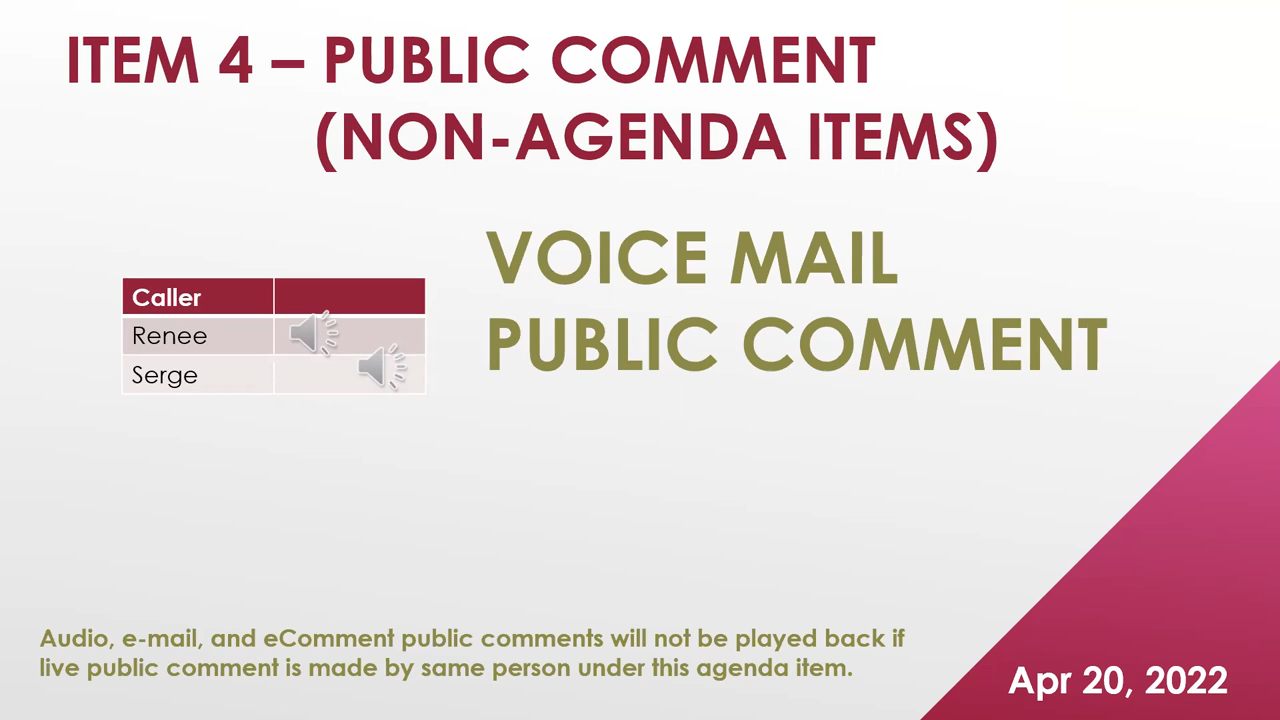 ITEM 4 – PUBLIC COMMENT
(NON-AGENDA ITEMS)
VOICE MAIL
PUBLIC COMMENT
Caller
Renee
Serge
Audio, e-mail, and eComment public comments will not be played back if
live public comment is made by same person under this agenda item.
Apr 20, 2022